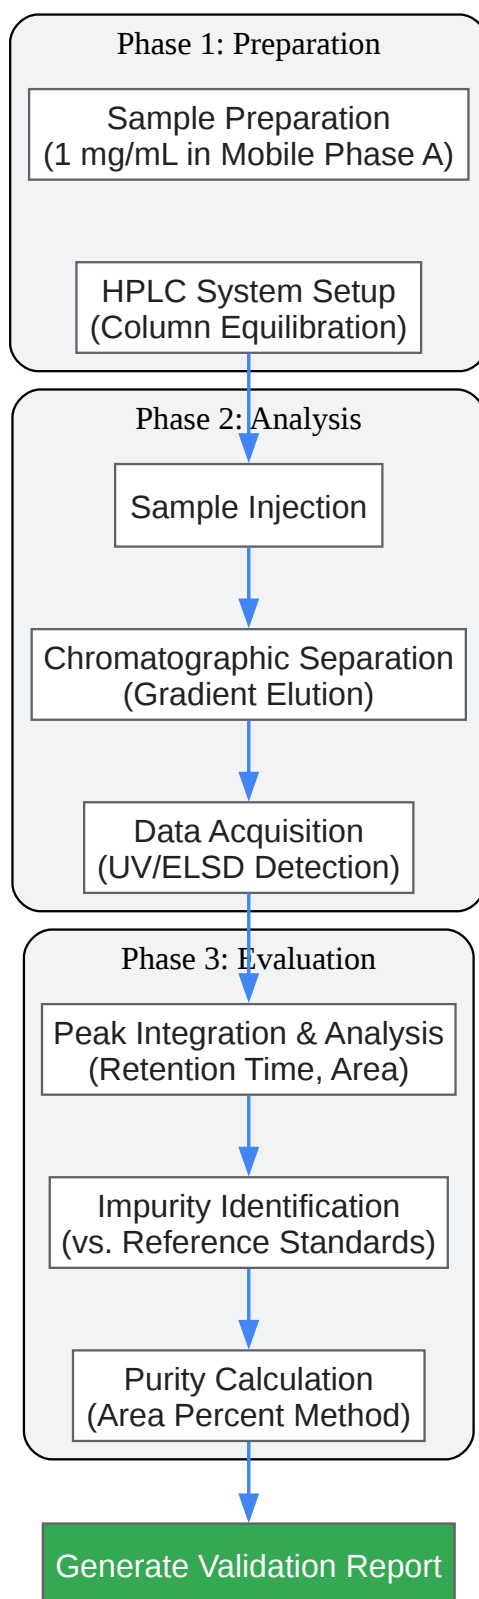 Phase 1: Preparation
Sample Preparation
(1 mg/mL in Mobile Phase A)
HPLC System Setup
(Column Equilibration)
Phase 2: Analysis
Sample Injection
Chromatographic Separation
(Gradient Elution)
Data Acquisition
(UV/ELSD Detection)
Phase 3: Evaluation
Peak Integration & Analysis
(Retention Time, Area)
Impurity Identification
(vs. Reference Standards)
Purity Calculation
(Area Percent Method)
Generate Validation Report